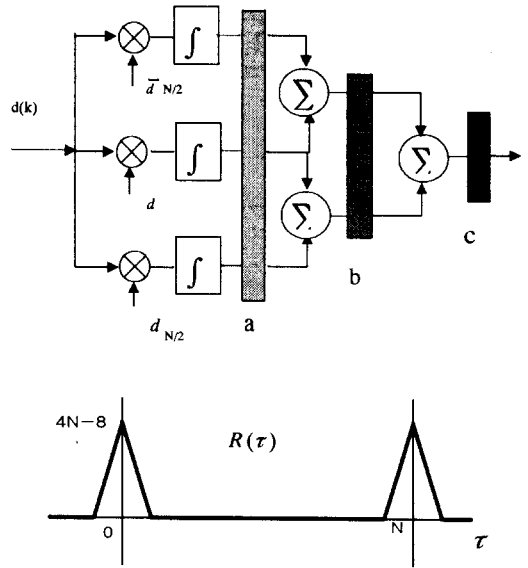 d(k)
∫
d̅ N/2
∫
d
∫
d N/2
∑
∑
∑
a
b
c
4N−8
R(τ)
0
N
τ